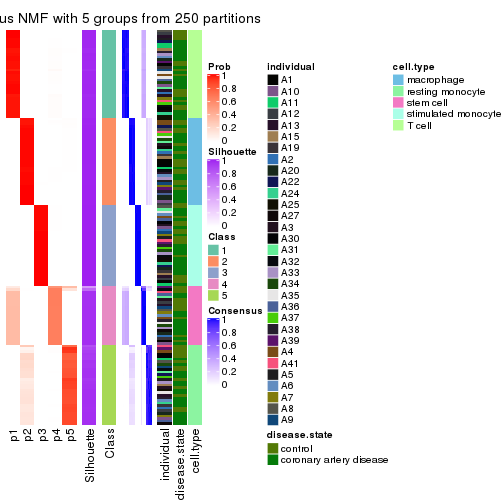 us NMF with 5 groups from 250 partitions
Prob
1
0.8
0.6
0.4
0.2
0
Silhouette
1
0.8
0.6
0.4
0.2
0
Class
1
2
3
4
5
Consensus
1
0.8
0.6
0.4
0.2
0
individual
A1
A10
A11
A12
A13
A15
A19
A2
A20
A22
A24
A25
A27
A3
A30
A31
A32
A33
A34
A35
A36
A37
A38
A39
A4
A41
A5
A6
A7
A8
A9
disease.state
control
coronary artery disease
cell.type
macrophage
resting monocyte
stem cell
stimulated monocyte
T cell
p1
p2
p3
p4
p5
Silhouette
Class
individual
disease.state
cell.type